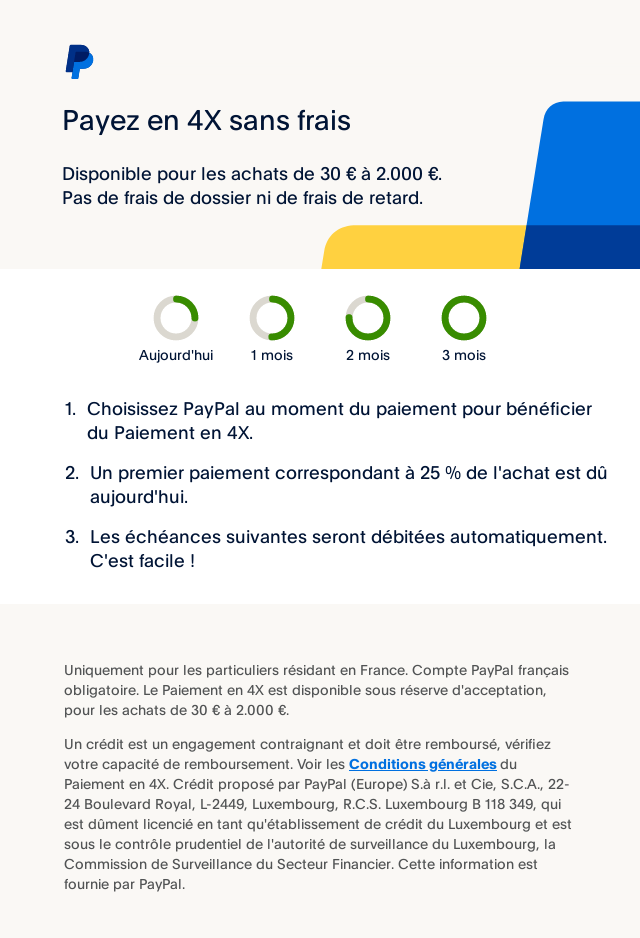 Payez en 4X sans frais
Disponible pour les achats de 30 € à 2.000 €.
Pas de frais de dossier ni de frais de retard.
Aujourd'hui 1 mois 2 mois 3 mois
1. Choisissez PayPal au moment du paiement pour bénéficier
du Paiement en 4X.
2. Un premier paiement correspondant à 25 % de l'achat est dû
aujourd'hui.
3. Les échéances suivantes seront débitées automatiquement.
C'est facile !
Uniquement pour les particuliers résidant en France. Compte PayPal français
obligatoire. Le Paiement en 4X est disponible sous réserve d'acceptation,
pour les achats de 30 € à 2.000 €.
Un crédit est un engagement contraignant et doit être remboursé, vérifiez
votre capacité de remboursement. Voir les Conditions générales du
Paiement en 4X. Crédit proposé par PayPal (Europe) S.à r.l. et Cie, S.C.A., 22-
24 Boulevard Royal, L-2449, Luxembourg, R.C.S. Luxembourg B 118 349, qui
est dûment licencié en tant qu'établissement de crédit du Luxembourg et est
sous le contrôle prudentiel de l'autorité de surveillance du Luxembourg, la
Commission de Surveillance du Secteur Financier. Cette information est
fournie par PayPal.